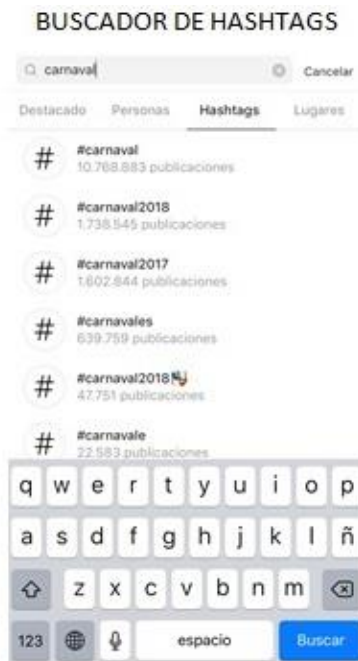 BUSCADOR DE HASHTAGS
carnaval Cancelar
Destacado Personas Hashtags Lugares
# #carnaval
10.768.883 publicaciones
# #carnaval2018
1.738.545 publicaciones
# #carnaval2017
1.602.844 publicaciones
# #carnavales
639.759 publicaciones
# #carnaval2018
47.751 publicaciones
# #carnavale
22.583 publicaciones
q w e r t y u i o p
a s d f g h j k l ñ
z x c v b n m
123 espacio Buscar